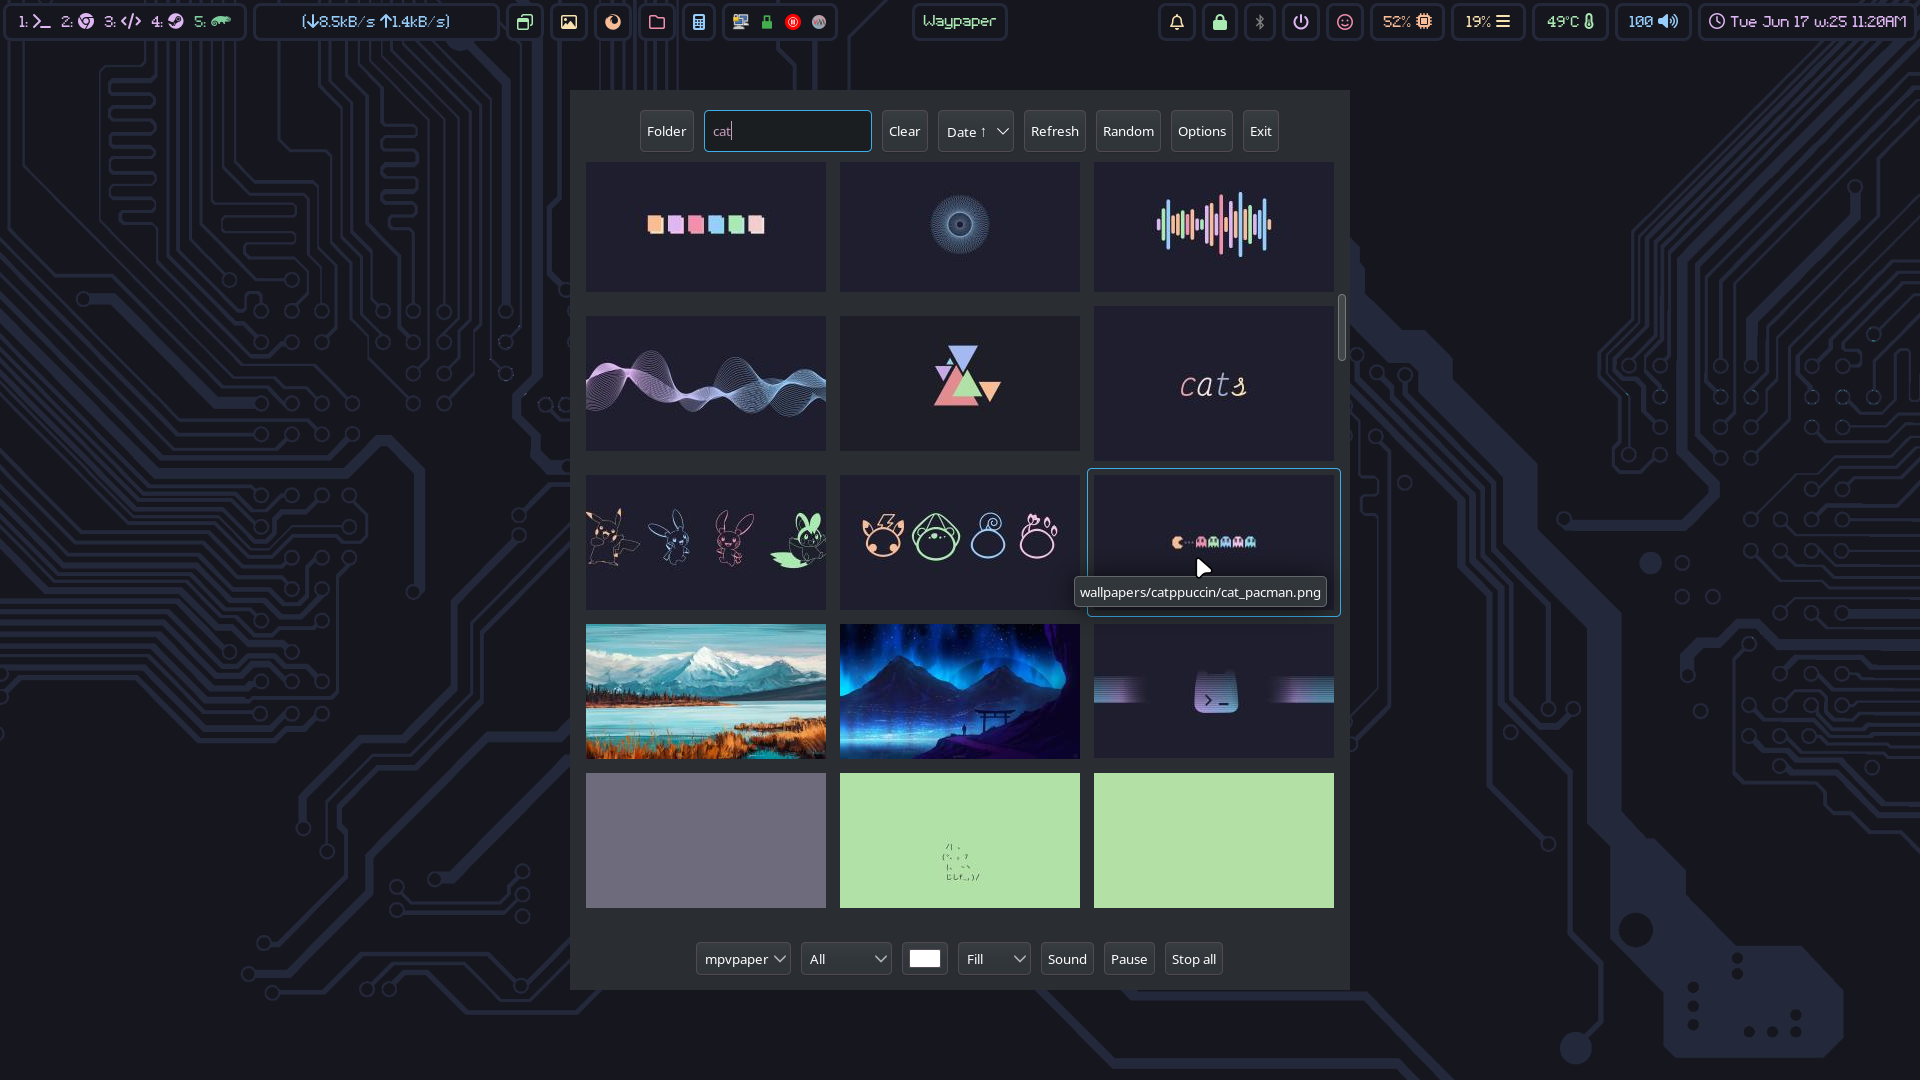 1: 2: 3: 4: 5:
(↓8.5kB/s ↑1.4kB/s)
Waypaper
52%
19%
49°C
100
Tue Jun 17 w:25 11:20AM
Folder
cat
Clear
Date ↑
Refresh
Random
Options
Exit
cats
wallpapers/catppuccin/cat_pacman.png
>_
mpvpaper
All
Fill
Sound
Pause
Stop all